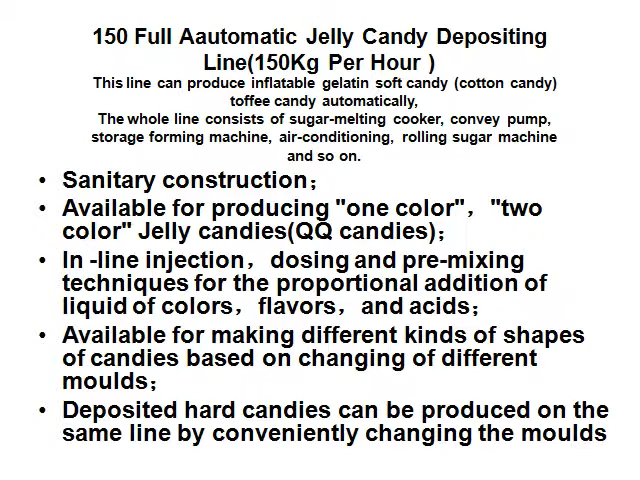 150 Full Aautomatic Jelly Candy Depositing
Line(150Kg Per Hour )
This line can produce inflatable gelatin soft candy (cotton candy)
toffee candy automatically,
The whole line consists of sugar-melting cooker, convey pump,
storage forming machine, air-conditioning, rolling sugar machine
and so on.
• Sanitary construction；
• Available for producing "one color"，"two
color" Jelly candies(QQ candies)；
• In -line injection，dosing and pre-mixing
techniques for the proportional addition of
liquid of colors，flavors，and acids；
• Available for making different kinds of shapes
of candies based on changing of different
moulds；
• Deposited hard candies can be produced on the
same line by conveniently changing the moulds